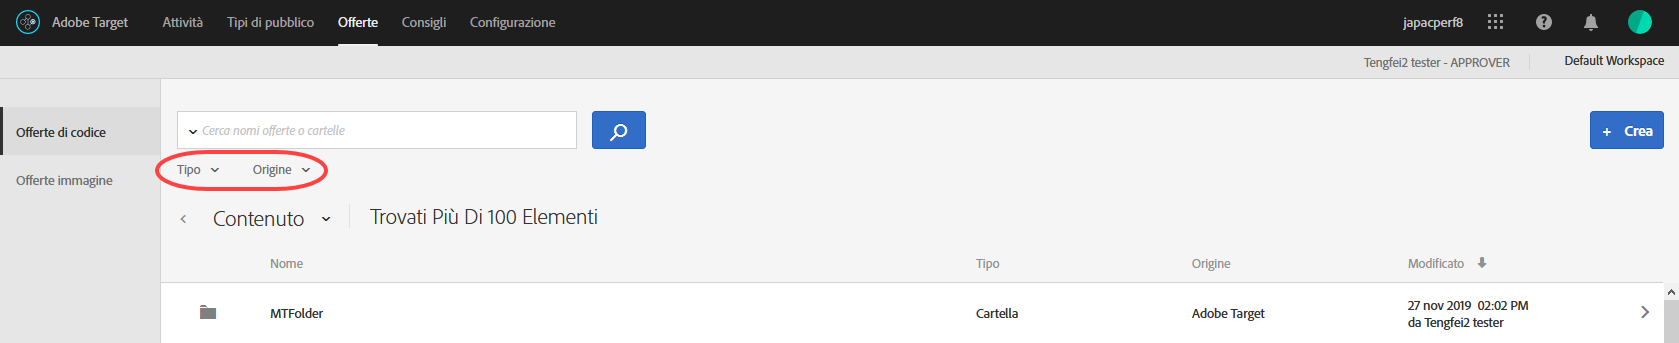 Adobe Target Attività Tipi di pubblico Offerte Consigli Configurazione japacperf8
Tengfei2 tester - APPROVER Default Workspace
Offerte di codice
Offerte immagine
Cerca nomi offerte o cartelle
+ Crea
Tipo Origine
Contenuto Trovati Più Di 100 Elementi
Nome Tipo Origine Modificato
MTFolder Cartella Adobe Target 27 nov 2019 02:02 PM
da Tengfei2 tester